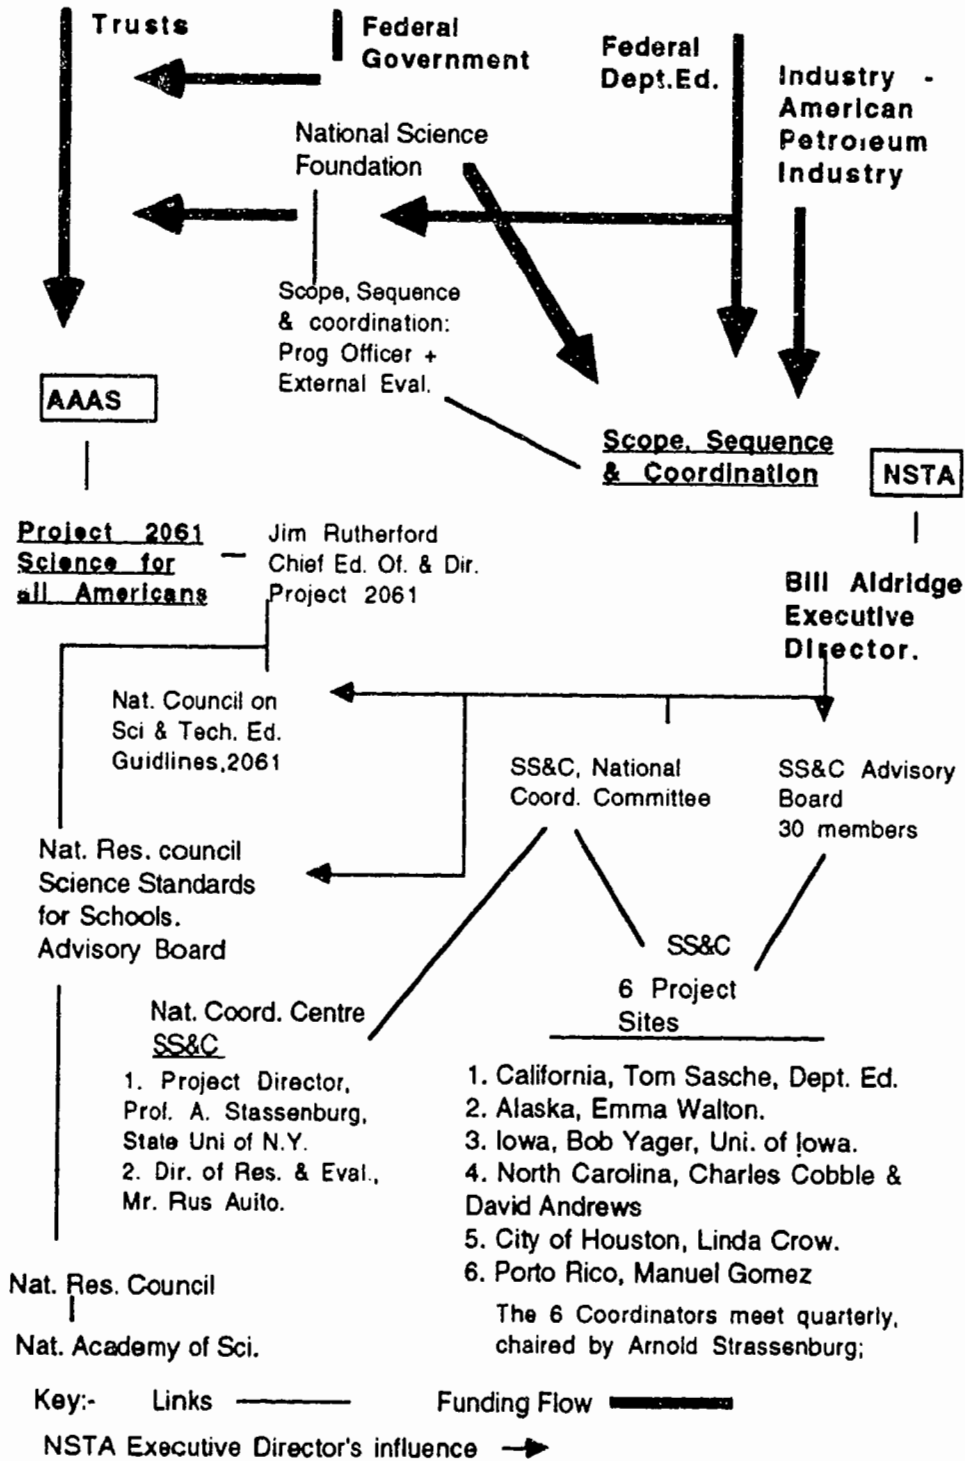 Trusts
Federal
Government
Federal
Dept.Ed.
Industry -
American
Petroleum
Industry
National Science
Foundation
Scope, Sequence
& coordination:
Prog Officer +
External Eval.
AAAS
Scope, Sequence
& Coordination
NSTA
Project 2061
Science for
all Americans
Jim Rutherford
Chief Ed. Of. & Dir.
Project 2061
Bill Aldridge
Executive
Director.
Nat. Council on
Sci & Tech. Ed.
Guidlines,2061
SS&C, National
Coord. Committee
SS&C Advisory
Board
30 members
Nat. Res. council
Science Standards
for Schools.
Advisory Board
SS&C
6 Project
Sites
Nat. Coord. Centre
SS&C
1. Project Director,
Prof. A. Stassenburg,
State Uni of N.Y.
2. Dir. of Res. & Eval.,
Mr. Rus Auito.
1. California, Tom Sasche, Dept. Ed.
2. Alaska, Emma Walton.
3. Iowa, Bob Yager, Uni. of Iowa.
4. North Carolina, Charles Cobble &
David Andrews
5. City of Houston, Linda Crow.
6. Porto Rico, Manuel Gomez
The 6 Coordinators meet quarterly,
chaired by Arnold Strassenburg;
Nat. Res. Council
Nat. Academy of Sci.
Key:- Links Funding Flow
NSTA Executive Director's influence